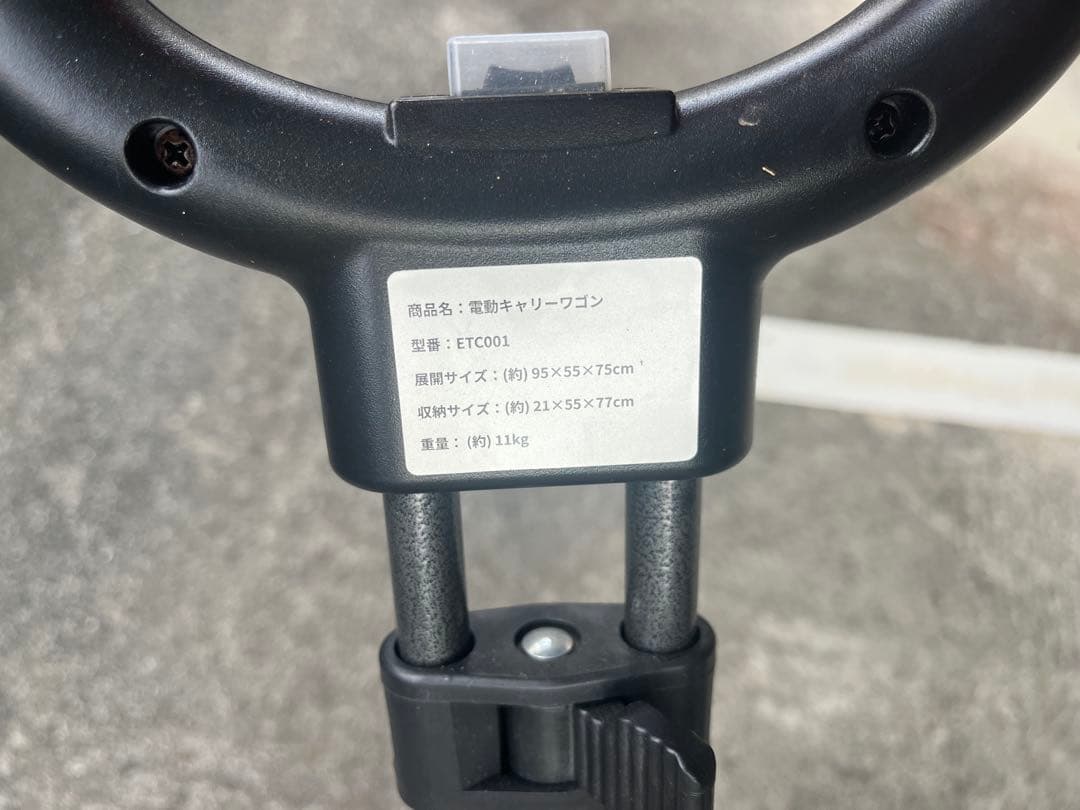 商品名：電動キャリーワゴン
型番：ETC001
展開サイズ：(約) 95×55×75cm
収納サイズ：(約) 21×55×77cm
重量： (約) 11kg